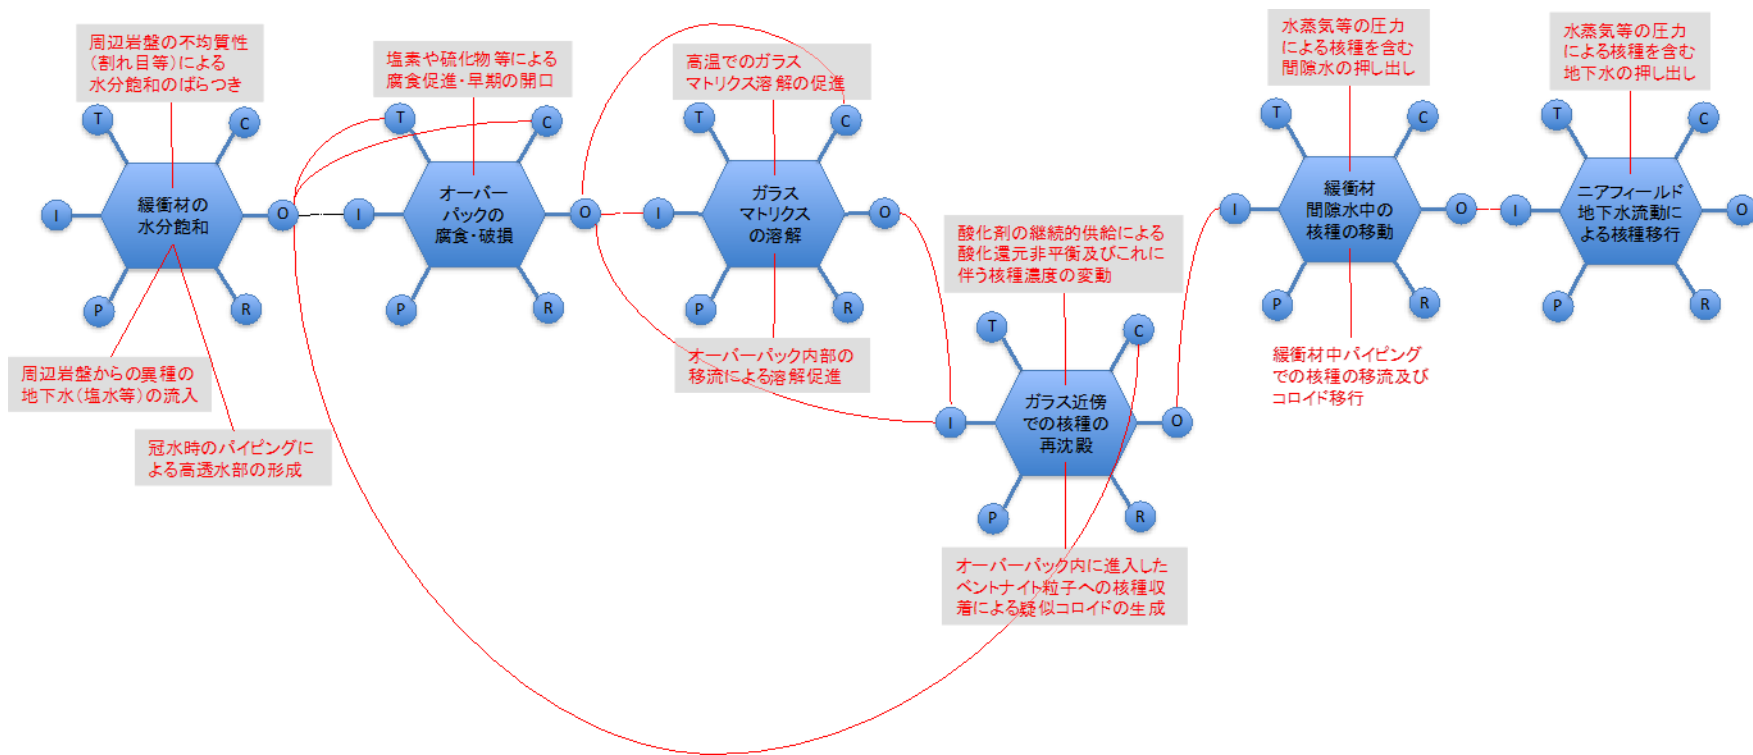 周辺岩盤の不均質性
(割れ目等)による
水分飽和のばらつき
T
C
I
緩衝材の
水分飽和
O
P
R
周辺岩盤からの異種の
地下水(塩水等)の流入
冠水時のパイピングに
よる高透水部の形成
塩素や硫化物等による
腐食促進・早期の開口
T
C
I
オーバー
パックの
腐食・破損
O
P
R
高温でのガラス
マトリクス溶解の促進
T
C
I
ガラス
マトリクス
の溶解
O
P
R
オーバーパック内部の
移流による溶解促進
酸化剤の継続的供給による
酸化還元非平衡及びこれに
伴う核種濃度の変動
T
C
I
ガラス近傍
での核種の
再沈殿
O
P
R
オーバーパック内に進入した
ベントナイト粒子への核種収
着による疑似コロイドの生成
水蒸気等の圧力
による核種を含む
間隙水の押し出し
T
C
I
緩衝材
間隙水中の
核種の移動
O
P
R
緩衝材中パイピング
での核種の移流及び
コロイド移行
水蒸気等の圧力
による核種を含む
地下水の押し出し
T
C
I
ニアフィールド
地下水流動に
よる核種移行
O
P
R